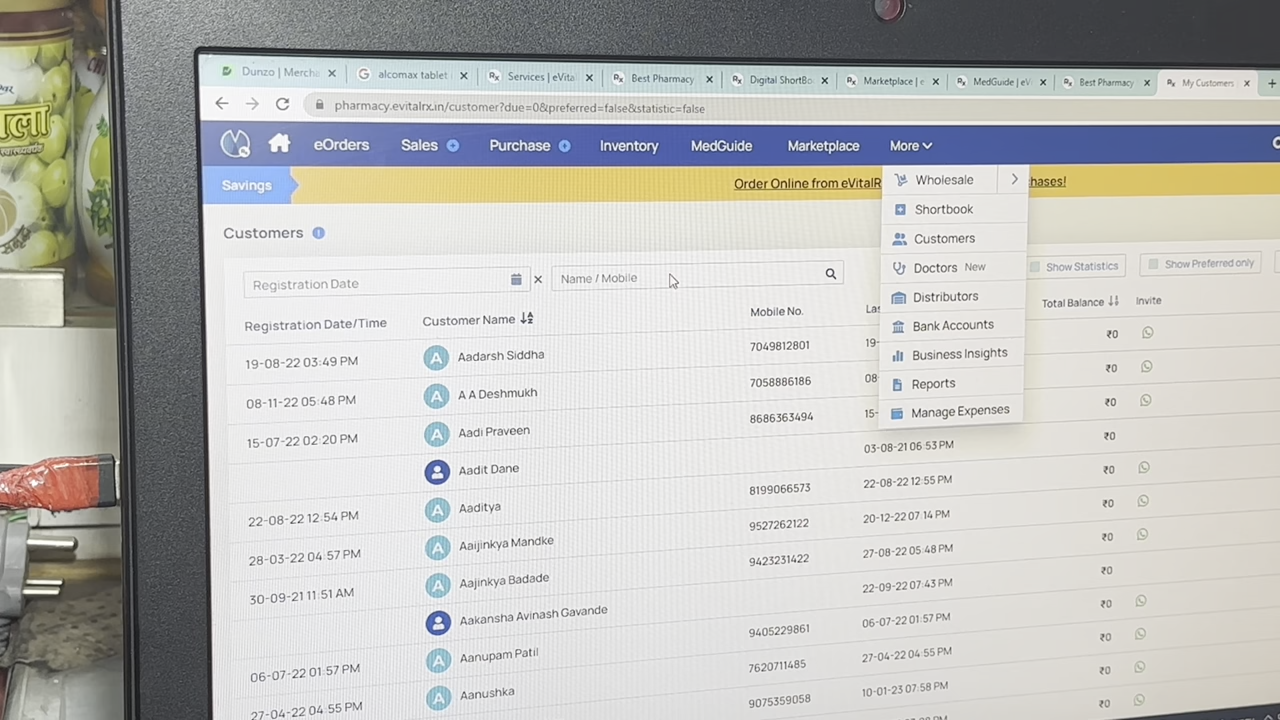 Dunzo | Mercha
alcomax tablet
Services | eVita
Best Pharmacy
Digital ShortBo
Marketplace | e
MedGuide | eVi
Best Pharmacy
My Customers
pharmacy.evitalrx.in/customer?due=0&preferred=false&statistic=false
eOrders Sales Purchase Inventory MedGuide Marketplace More
Savings
Order Online from eVitalR
hases!
Wholesale
Shortbook
Customers
Doctors New
Distributors
Bank Accounts
Business Insights
Reports
Manage Expenses
Customers
Registration Date
Name / Mobile
Show Statistics
Show Preferred only
Registration Date/Time Customer Name Mobile No. Las Total Balance Invite
19-08-22 03:49 PM A Aadarsh Siddha 7049812801 19- ₹0
08-11-22 05:48 PM A A A Deshmukh 7058886186 08- ₹0
15-07-22 02:20 PM A Aadi Praveen 8686363494 15- ₹0
Aadit Dane 03-08-21 06:53 PM ₹0
22-08-22 12:54 PM A Aaditya 8199066573 22-08-22 12:55 PM ₹0
28-03-22 04:57 PM A Aaijinkya Mandke 9527262122 20-12-22 07:14 PM ₹0
30-09-21 11:51 AM A Aajinkya Badade 9423231422 27-08-22 05:48 PM ₹0
Aakansha Avinash Gavande 22-09-22 07:43 PM ₹0
06-07-22 01:57 PM A Aanupam Patil 9405229861 06-07-22 01:57 PM ₹0
27-04-22 04:55 PM A Aanushka 7620711485 27-04-22 04:55 PM ₹0
9075359058 10-01-23 07:58 PM ₹0
₹0